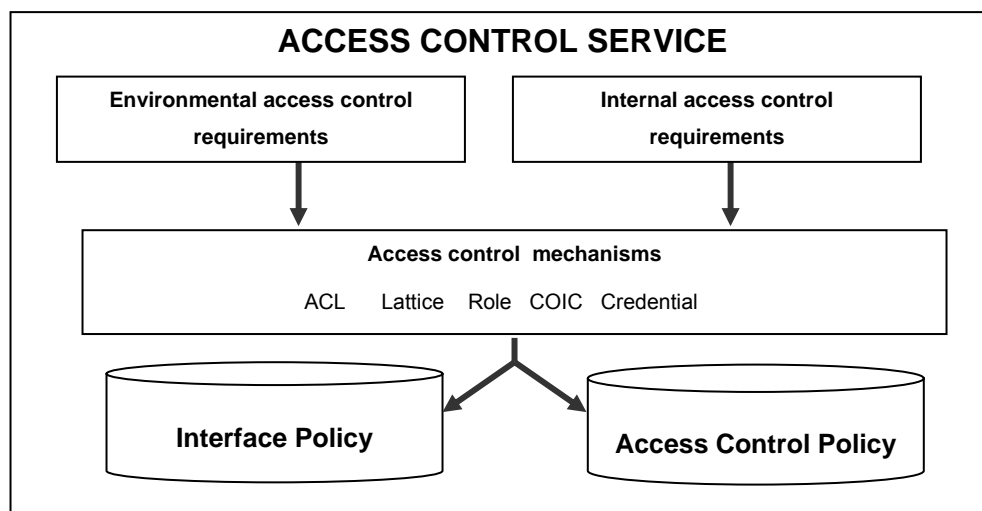 ACCESS CONTROL SERVICE
Environmental access control
requirements
Internal access control
requirements
Access control mechanisms
ACL Lattice Role COIC Credential
Interface Policy
Access Control Policy